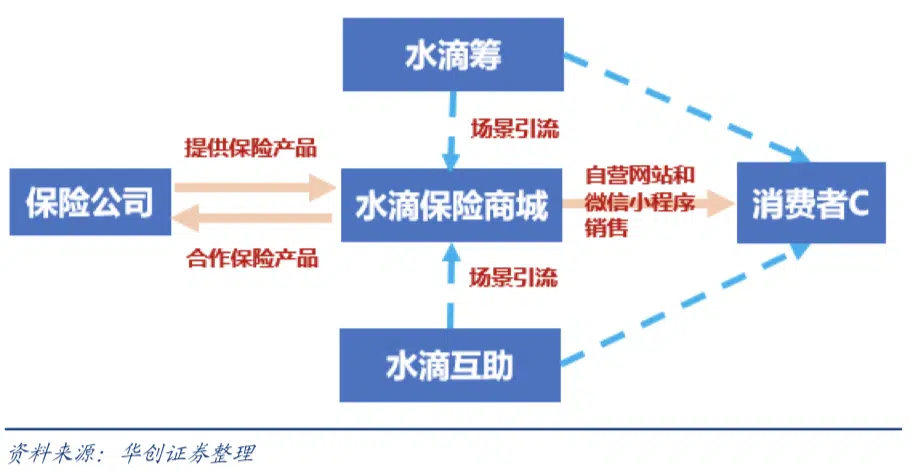 水滴筹
场景引流
提供保险产品
保险公司
水滴保险商城
自营网站和
微信小程序
销售
消费者C
合作保险产品
场景引流
水滴互助
资料来源：华创证券整理